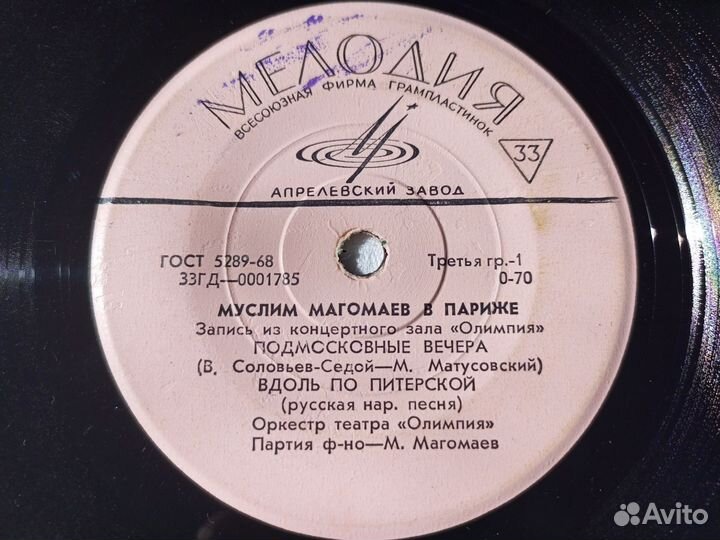 МЕЛОДИЯ
ВСЕСОЮЗНАЯ ФИРМА ГРАМПЛАСТИНОК
33
АПРЕЛЕВСКИЙ ЗАВОД
ГОСТ 5289-68
Третья гр.-1
33ГД—0001785
0-70
МУСЛИМ МАГОМАЕВ В ПАРИЖЕ
Запись из концертного зала «Олимпия»
ПОДМОСКОВНЫЕ ВЕЧЕРА
(В. Соловьев-Седой—М. Матусовский)
ВДОЛЬ ПО ПИТЕРСКОЙ
(русская нар. песня)
Оркестр театра «Олимпия»
Партия ф-но—М. Магомаев
Avito